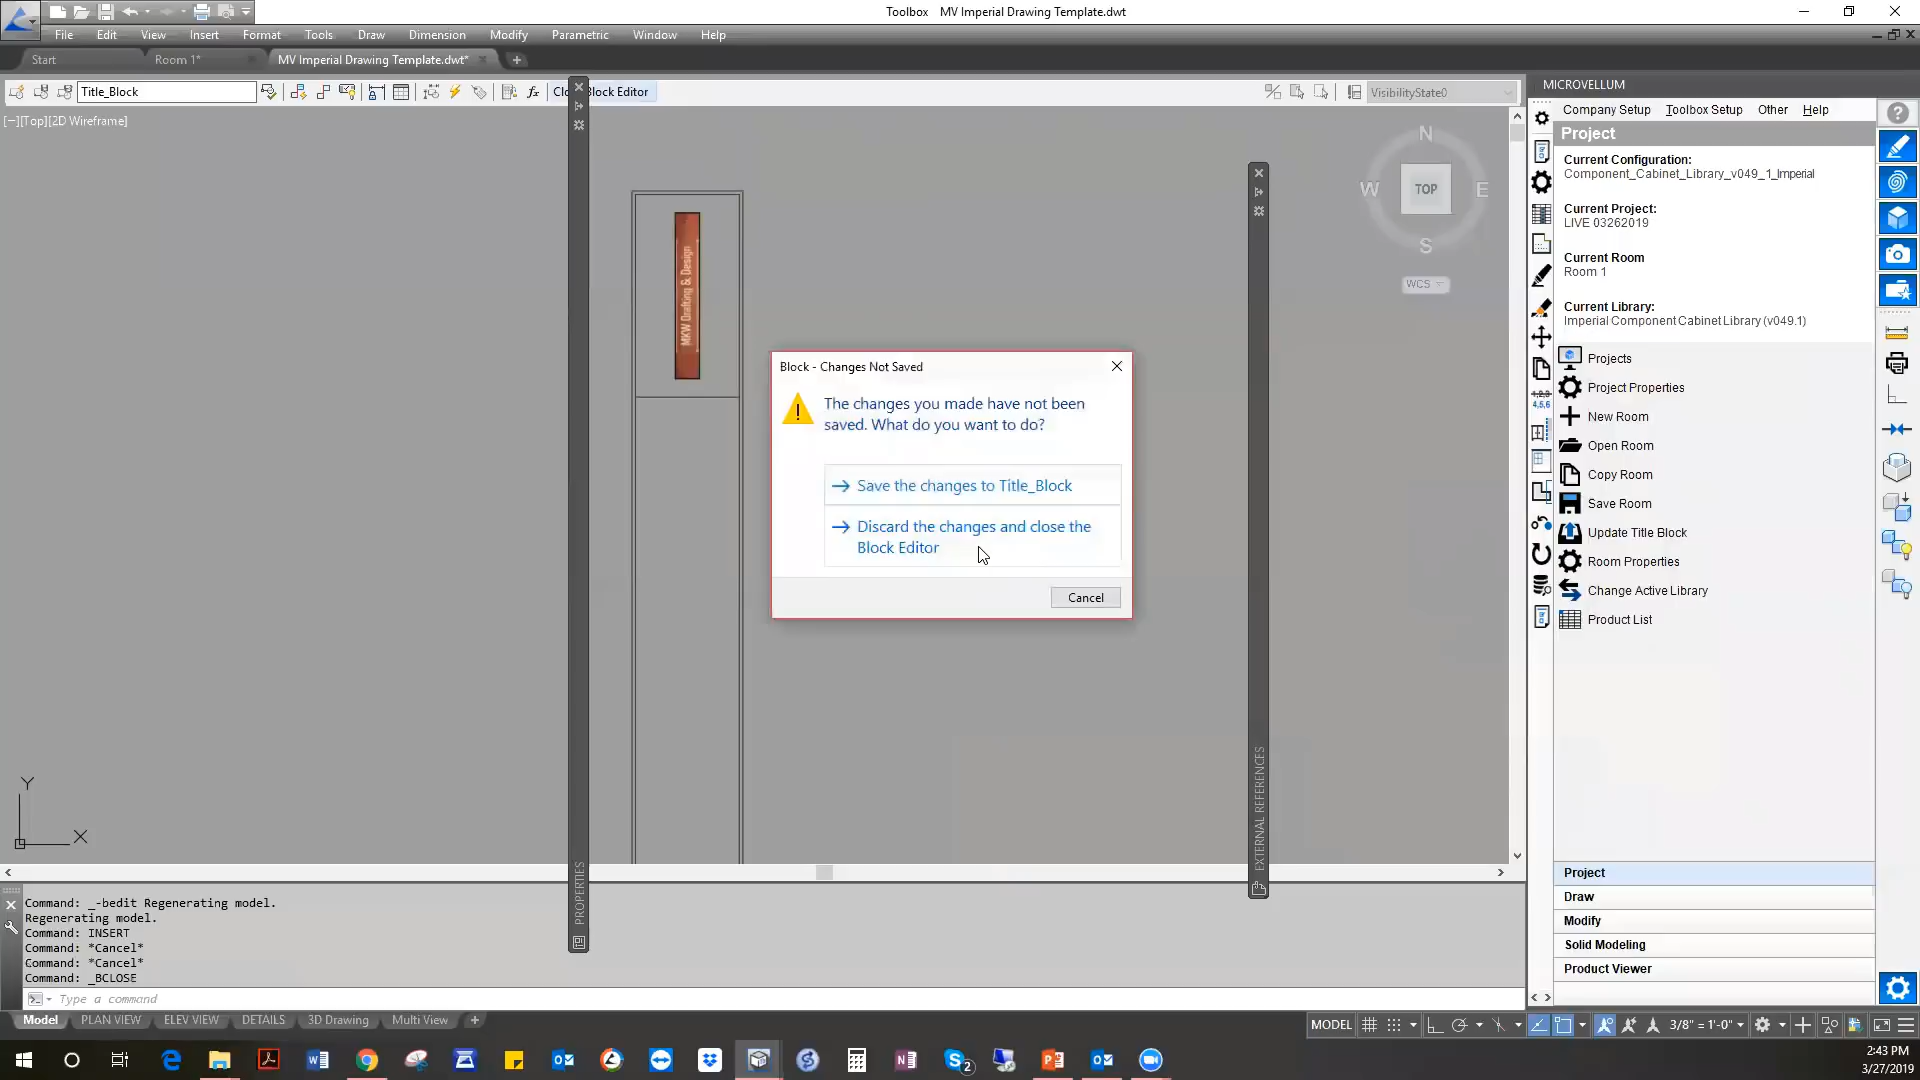 Toolbox MV Imperial Drawing Template.dwt
File Edit View Insert Format Tools Draw Dimension Modify Parametric Window Help
Start Room 1* MV Imperial Drawing Template.dwt*
Title_Block Block Editor VisibilityState0
[−][Top][2D Wireframe]
MICROVELLUM
Company Setup Toolbox Setup Other Help
Project
Current Configuration:
Component_Cabinet_Library_v049_1_Imperial
Current Project:
LIVE 03262019
Current Room
Room 1
Current Library:
Imperial Component Cabinet Library (v049.1)
Projects
Project Properties
New Room
Open Room
Copy Room
Save Room
Update Title Block
Room Properties
Change Active Library
Product List
Project
Draw
Modify
Solid Modeling
Product Viewer
N
W TOP E
S
WCS
MKW Drafting & Design
Block - Changes Not Saved
The changes you made have not been
saved. What do you want to do?
Save the changes to Title_Block
Discard the changes and close the
Block Editor
Cancel
PROPERTIES
EXTERNAL REFERENCES
Y
X
Command: _-bedit Regenerating model.
Regenerating model.
Command: INSERT
Command: *Cancel*
Command: *Cancel*
Command: _BCLOSE
Type a command
Model PLAN VIEW ELEV VIEW DETAILS 3D Drawing Multi View
MODEL 3/8" = 1'-0"
2:43 PM
3/27/2019